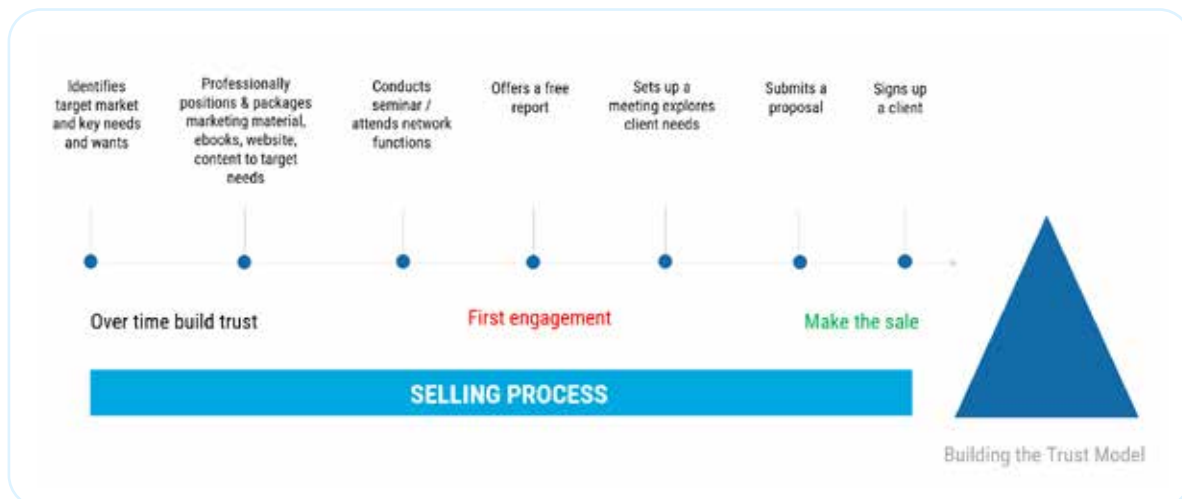 Identifies
target market
and key needs
and wants
Professionally
positions & packages
marketing material,
ebooks, website,
content to target
needs
Conducts
seminar /
attends network
functions
Offers a free
report
Sets up a
meeting explores
client needs
Submits a
proposal
Signs up
a client
Over time build trust
First engagement
Make the sale
SELLING PROCESS
Building the Trust Model